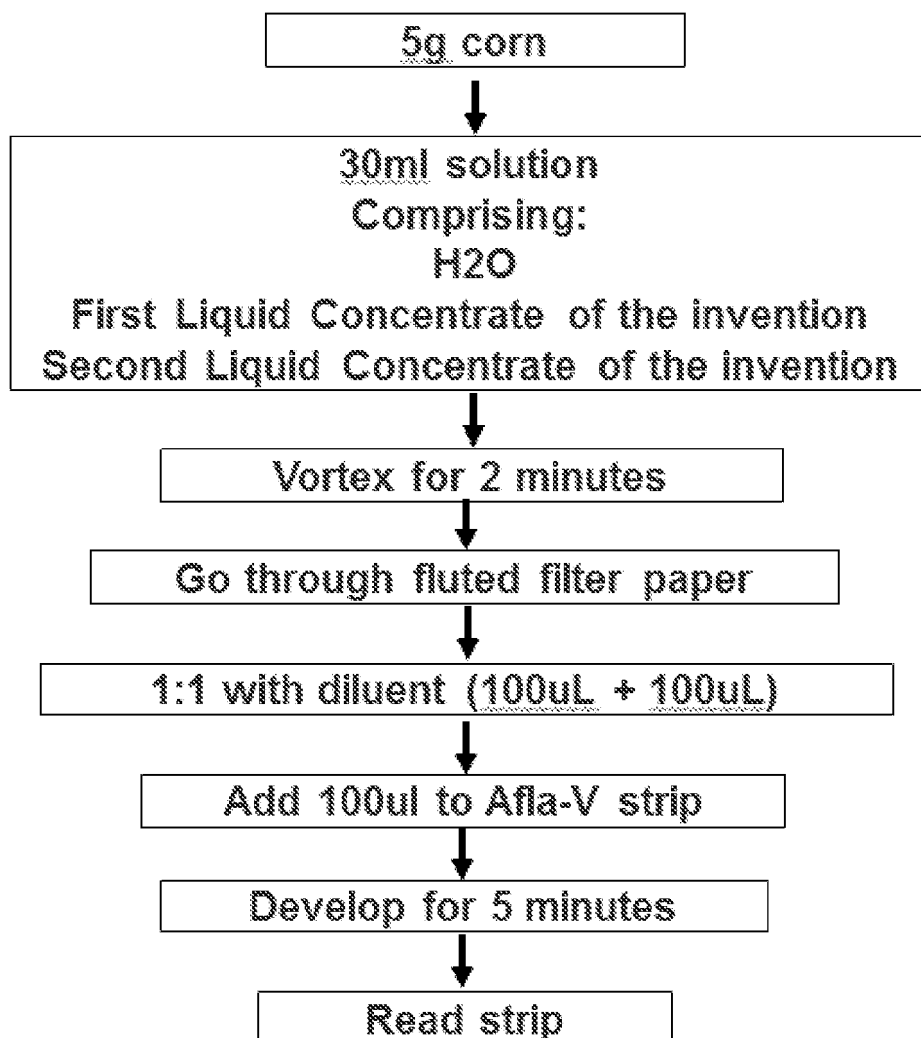 5g corn
30ml solution
Comprising:
H2O
First Liquid Concentrate of the invention
Second Liquid Concentrate of the invention
Vortex for 2 minutes
Go through fluted filter paper
1:1 with diluent (100uL + 100uL)
Add 100ul to Afla-V strip
Develop for 5 minutes
Read strip